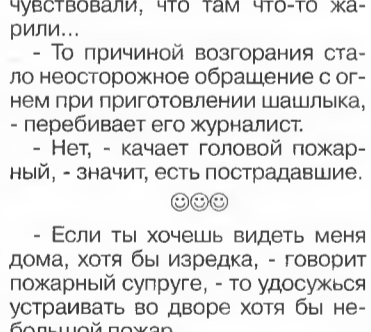 чувствовали, что там что-то жа-
рили...
- То причиной возгорания ста-
ло неосторожное обращение с ог-
нем при приготовлении шашлыка,
- перебивает его журналист.
- Нет, - качает головой пожар-
ный, - значит, есть пострадавшие.
☺☺☺
- Если ты хочешь видеть меня
дома, хотя бы изредка, - говорит
пожарный супруге, - то удосужься
устраивать во дворе хотя бы не-
большой пожар.